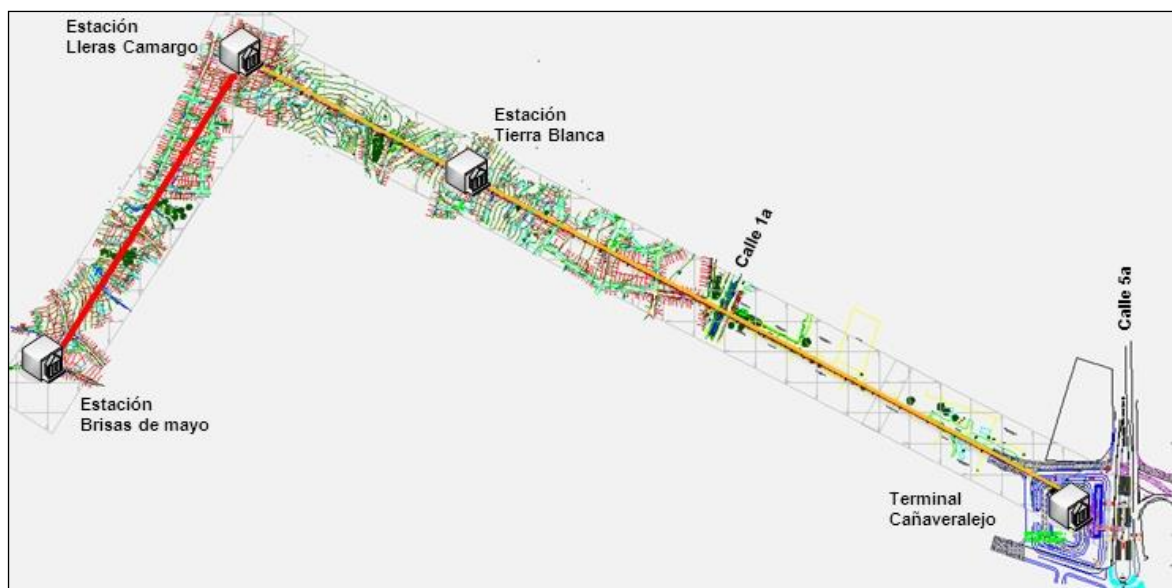 Estación
Lleras Camargo
Estación
Tierra Blanca
Calle 1a
Calle 5a
Estación
Brisas de mayo
Terminal
Cañaveralejo